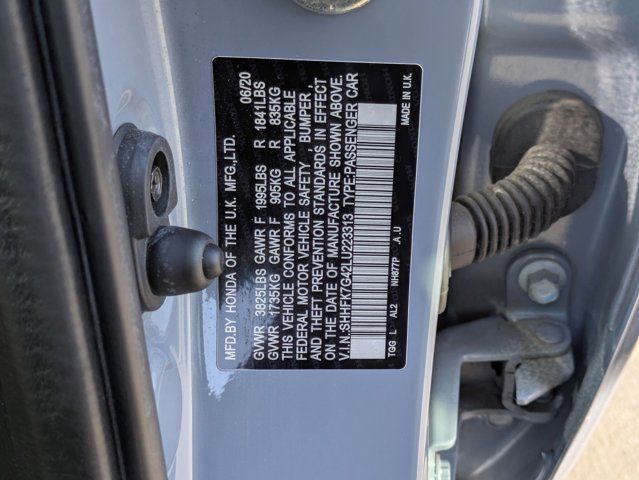 MFD.BY HONDA OF THE U.K. MFG.,LTD. 06/20
GVWR 3825LBS GAWR F 1995LBS R 1841LBS
GVWR 1735KG GAWR F 905KG R 835KG
THIS VEHICLE CONFORMS TO ALL APPLICABLE
FEDERAL MOTOR VEHICLE SAFETY , BUMPER ,
AND THEFT PREVENTION STANDARDS IN EFFECT
ON THE DATE OF MANUFACTURE SHOWN ABOVE.
V.I.N.:SHHFK7G42LU223313 TYPE:PASSENGER CAR
TGG L AL2 NH877P A.U MADE IN U.K.